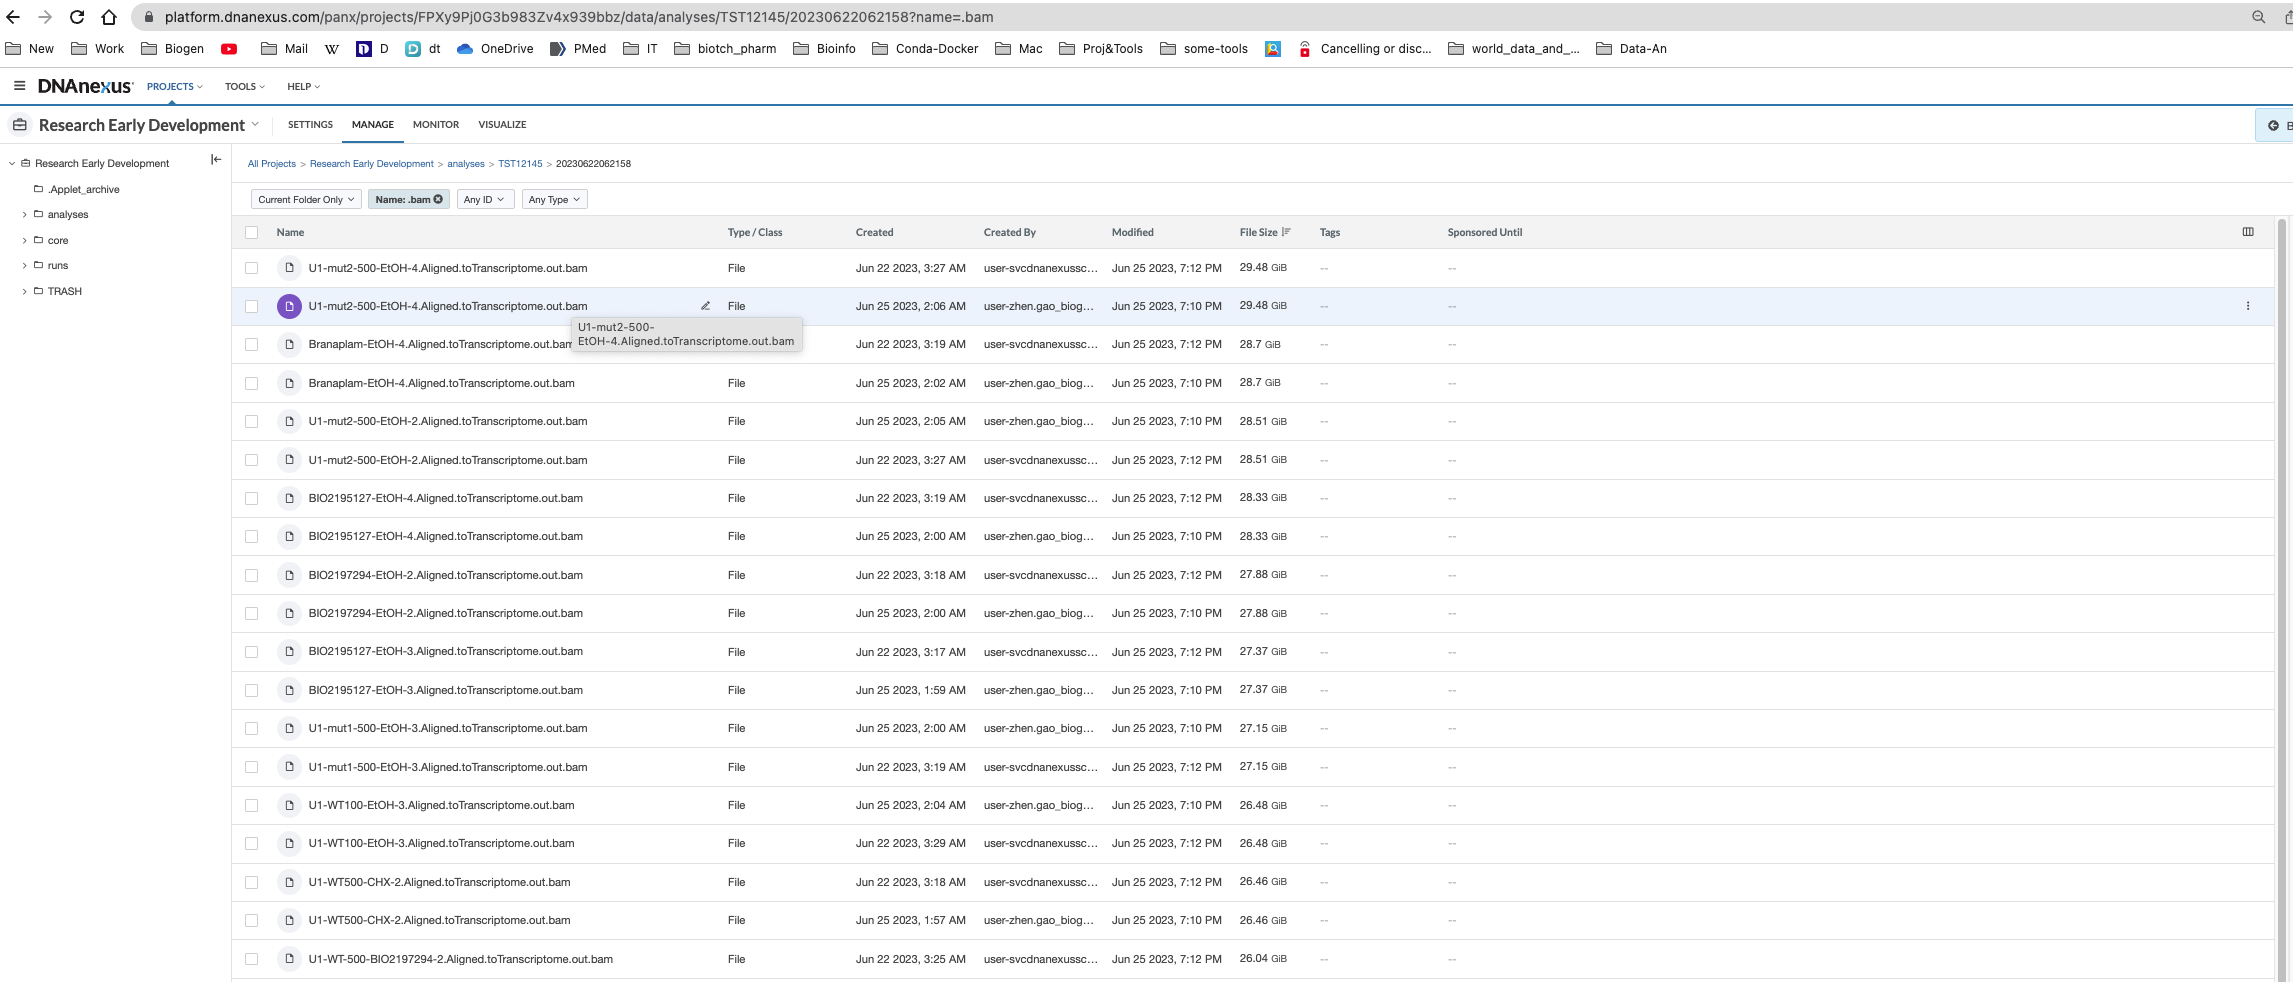 platform.dnanexus.com/panx/projects/FPXy9Pj0G3b983Zv4x939bbz/data/analyses/TST12145/20230622062158?name=.bam
New Work Biogen Mail W D D dt OneDrive PMed IT biotch_pharm Bioinfo Conda-Docker Mac Proj&Tools some-tools Cancelling or disc... world_data_and_... Data-An
DNAnexus PROJECTS TOOLS HELP
Research Early Development SETTINGS MANAGE MONITOR VISUALIZE B
Research Early Development
.Applet_archive
analyses
core
runs
TRASH
All Projects > Research Early Development > analyses > TST12145 > 20230622062158
Current Folder Only Name: .bam Any ID Any Type
Name Type / Class Created Created By Modified File Size Tags Sponsored Until
U1-mut2-500-EtOH-4.Aligned.toTranscriptome.out.bam File Jun 22 2023, 3:27 AM user-svcdnanexussc... Jun 25 2023, 7:12 PM 29.48 GiB -- --
U1-mut2-500-EtOH-4.Aligned.toTranscriptome.out.bam File Jun 25 2023, 2:06 AM user-zhen.gao_biog... Jun 25 2023, 7:10 PM 29.48 GiB -- --
U1-mut2-500-
EtOH-4.Aligned.toTranscriptome.out.bam
Branaplam-EtOH-4.Aligned.toTranscriptome.out.bam Jun 22 2023, 3:19 AM user-svcdnanexussc... Jun 25 2023, 7:12 PM 28.7 GiB -- --
Branaplam-EtOH-4.Aligned.toTranscriptome.out.bam File Jun 25 2023, 2:02 AM user-zhen.gao_biog... Jun 25 2023, 7:10 PM 28.7 GiB -- --
U1-mut2-500-EtOH-2.Aligned.toTranscriptome.out.bam File Jun 25 2023, 2:05 AM user-zhen.gao_biog... Jun 25 2023, 7:10 PM 28.51 GiB -- --
U1-mut2-500-EtOH-2.Aligned.toTranscriptome.out.bam File Jun 22 2023, 3:27 AM user-svcdnanexussc... Jun 25 2023, 7:12 PM 28.51 GiB -- --
BIO2195127-EtOH-4.Aligned.toTranscriptome.out.bam File Jun 22 2023, 3:19 AM user-svcdnanexussc... Jun 25 2023, 7:12 PM 28.33 GiB -- --
BIO2195127-EtOH-4.Aligned.toTranscriptome.out.bam File Jun 25 2023, 2:00 AM user-zhen.gao_biog... Jun 25 2023, 7:10 PM 28.33 GiB -- --
BIO2197294-EtOH-2.Aligned.toTranscriptome.out.bam File Jun 22 2023, 3:18 AM user-svcdnanexussc... Jun 25 2023, 7:12 PM 27.88 GiB -- --
BIO2197294-EtOH-2.Aligned.toTranscriptome.out.bam File Jun 25 2023, 2:00 AM user-zhen.gao_biog... Jun 25 2023, 7:10 PM 27.88 GiB -- --
BIO2195127-EtOH-3.Aligned.toTranscriptome.out.bam File Jun 22 2023, 3:17 AM user-svcdnanexussc... Jun 25 2023, 7:12 PM 27.37 GiB -- --
BIO2195127-EtOH-3.Aligned.toTranscriptome.out.bam File Jun 25 2023, 1:59 AM user-zhen.gao_biog... Jun 25 2023, 7:10 PM 27.37 GiB -- --
U1-mut1-500-EtOH-3.Aligned.toTranscriptome.out.bam File Jun 25 2023, 2:00 AM user-zhen.gao_biog... Jun 25 2023, 7:10 PM 27.15 GiB -- --
U1-mut1-500-EtOH-3.Aligned.toTranscriptome.out.bam File Jun 22 2023, 3:19 AM user-svcdnanexussc... Jun 25 2023, 7:12 PM 27.15 GiB -- --
U1-WT100-EtOH-3.Aligned.toTranscriptome.out.bam File Jun 25 2023, 2:04 AM user-zhen.gao_biog... Jun 25 2023, 7:10 PM 26.48 GiB -- --
U1-WT100-EtOH-3.Aligned.toTranscriptome.out.bam File Jun 22 2023, 3:29 AM user-svcdnanexussc... Jun 25 2023, 7:12 PM 26.48 GiB -- --
U1-WT500-CHX-2.Aligned.toTranscriptome.out.bam File Jun 22 2023, 3:18 AM user-svcdnanexussc... Jun 25 2023, 7:12 PM 26.46 GiB -- --
U1-WT500-CHX-2.Aligned.toTranscriptome.out.bam File Jun 25 2023, 1:57 AM user-zhen.gao_biog... Jun 25 2023, 7:10 PM 26.46 GiB -- --
U1-WT-500-BIO2197294-2.Aligned.toTranscriptome.out.bam File Jun 22 2023, 3:25 AM user-svcdnanexussc... Jun 25 2023, 7:12 PM 26.04 GiB -- --